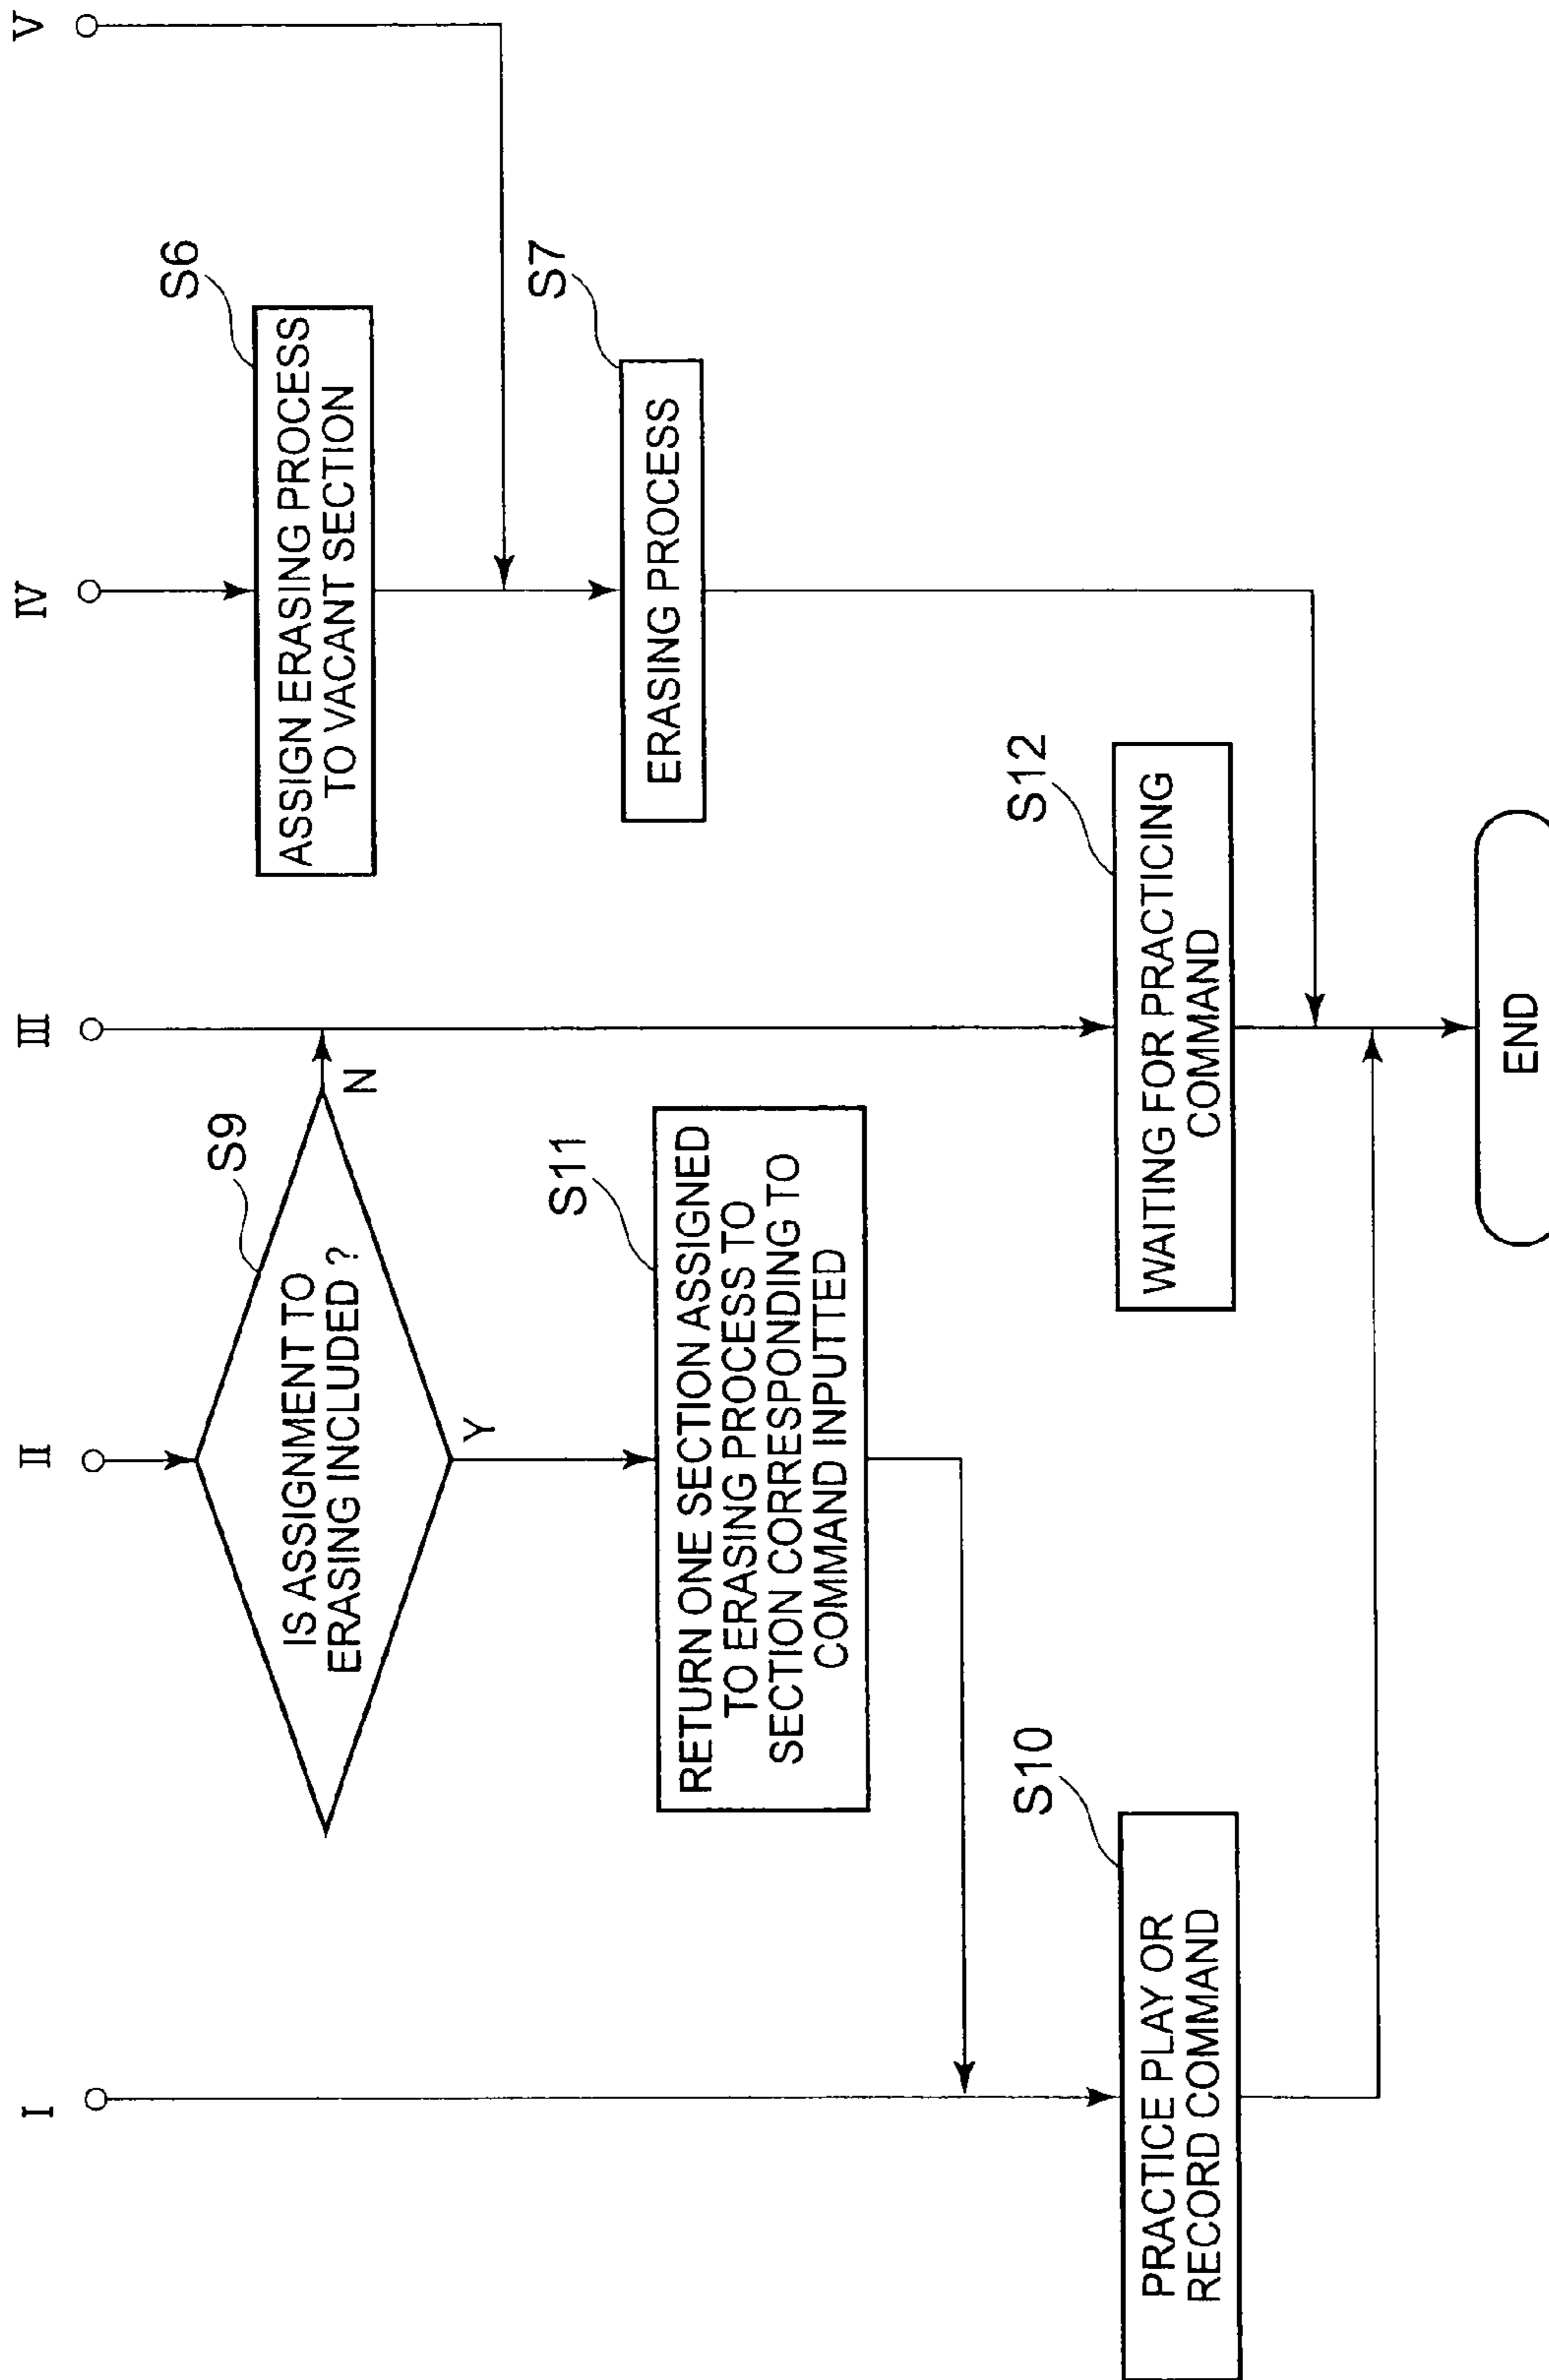 I
II
III
IV
V
S9
IS ASSIGNMENT TO
ERASING INCLUDED ?
N
Y
S6
ASSIGN ERASING PROCESS
TO VACANT SECTION
S11
RETURN ONE SECTION ASSIGNED
TO ERASING PROCESS TO
SECTION CORRESPONDING TO
COMMAND INPUTTED
S7
ERASING PROCESS
S10
PRACTICE PLAY OR
RECORD COMMAND
S12
WAITING FOR PRACTICING
COMMAND
END